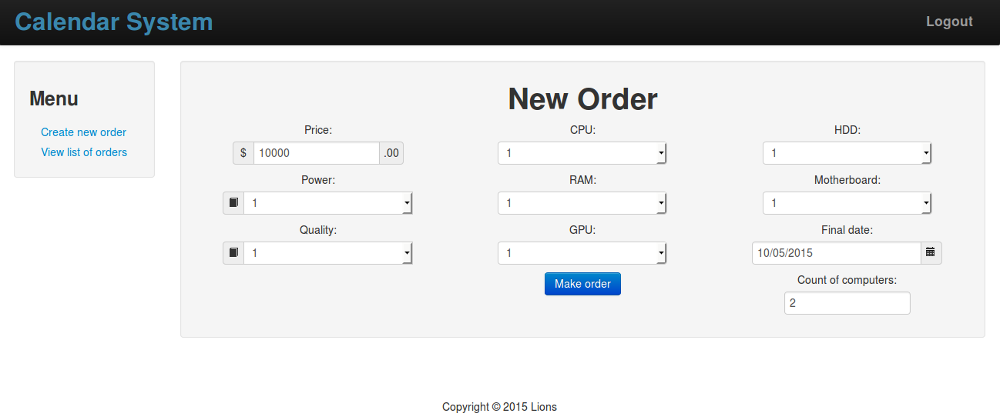 Calendar System
Logout
Menu
Create new order
View list of orders
New Order
Price: CPU: HDD:
$ 10000 .00 1 1
Power: RAM: Motherboard:
1 1 1
Quality: GPU: Final date:
1 1 10/05/2015
Make order
Count of computers:
2
Copyright © 2015 Lions